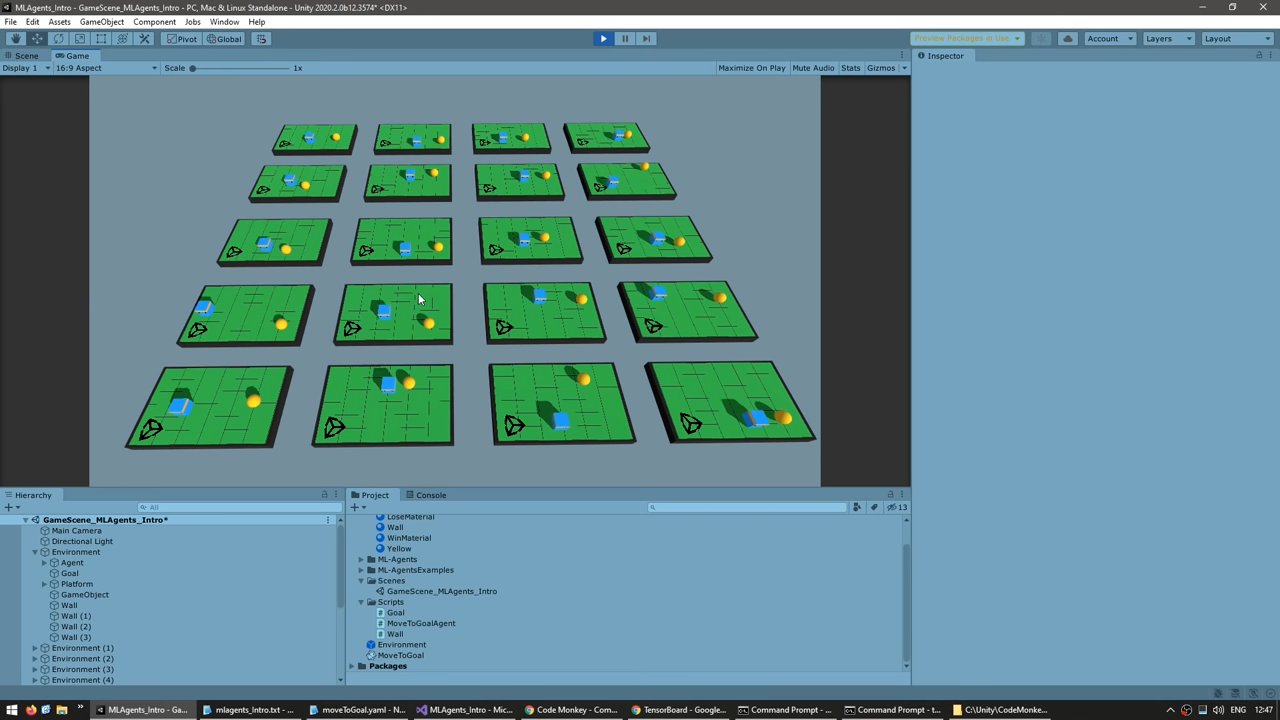 MLAgents_Intro - GameScene_MLAgents_Intro - PC, Mac & Linux Standalone - Unity 2020.2.0b12.3574* <DX11>
File Edit Assets GameObject Component Jobs Window Help
Pivot Global Preview Packages in Use Account Layers Layout
Scene Game Inspector
Display 1 16:9 Aspect Scale 1x Maximize On Play Mute Audio Stats Gizmos
Hierarchy Project Console
All 13
GameScene_MLAgents_Intro*
Main Camera
Directional Light
Environment
Agent
Goal
Platform
GameObject
Wall
Wall (1)
Wall (2)
Wall (3)
Environment (1)
Environment (2)
Environment (3)
Environment (4)
LoseMaterial
Wall
WinMaterial
Yellow
ML-Agents
ML-AgentsExamples
Scenes
GameScene_MLAgents_Intro
Scripts
Goal
MoveToGoalAgent
Wall
Environment
MoveToGoal
Packages
MLAgents_Intro - Ga... mlagents_Intro.txt - ... moveToGoal.yaml - N... MLAgents_Intro - Mic... Code Monkey - Com... TensorBoard - Google... Command Prompt - ... Command Prompt - t... C:\Unity\CodeMonke... ENG 12:47